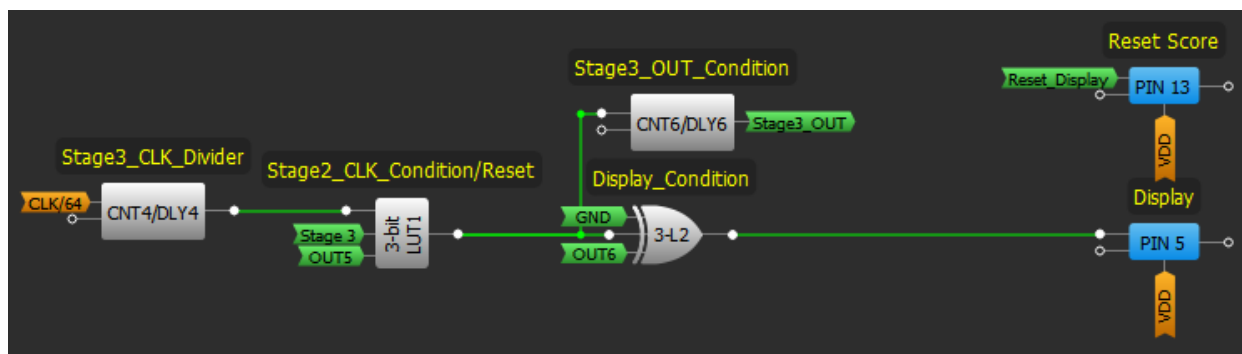 Reset Score
Reset_Display
PIN 13
VDD
Stage3_OUT_Condition
CNT6/DLY6
Stage3_OUT
Stage3_CLK_Divider
CLK/64
CNT4/DLY4
Stage2_CLK_Condition/Reset
Stage 3
OUT5
3-bit
LUT1
Display_Condition
GND
OUT6
3-L2
Display
PIN 5
VDD